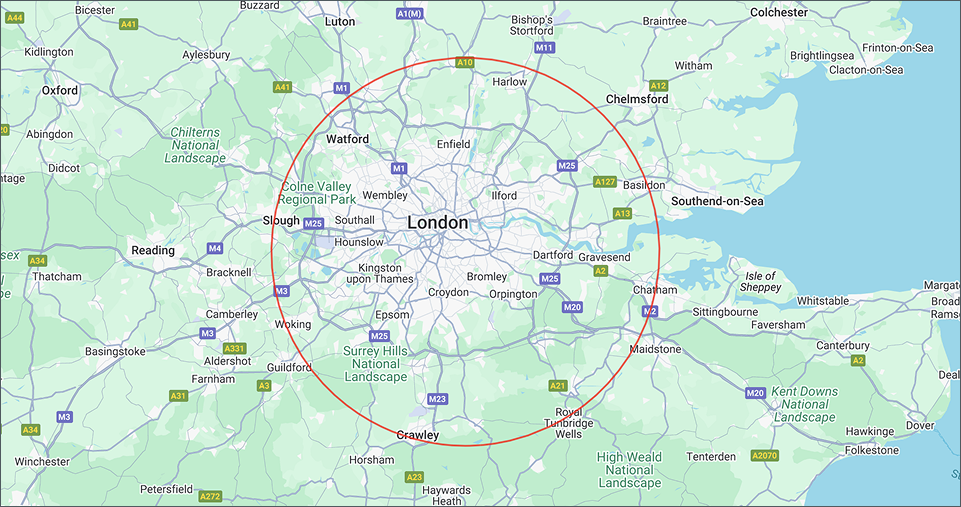 Bicester
Buzzard
A44
A41
Luton
A1(M)
Bishop's
Stortford
Braintree
Colchester
Kidlington
Aylesbury
M11
Frinton-on-Sea
Brightlingsea
Clacton-on-Sea
A10
Witham
Oxford
A41
M1
Harlow
A12
Chelmsford
20
Abingdon
Chilterns
National
Landscape
Watford
Enfield
Didcot
M1
M25
A127
Basildon
ntage
Colne Valley
Regional Park
Wembley
Ilford
Southend-on-Sea
Slough
M25
Southall
London
A13
Hounslow
Reading
M4
Dartford
Gravesend
sex
A34
Thatcham
Bracknell
Kingston
upon Thames
Bromley
M25
A2
Isle of
Sheppey
M3
Croydon
Orpington
Chatham
Margat
Camberley
Epsom
M20
M2
Sittingbourne
Whitstable
Broad
Rams
Woking
Faversham
M3
M25
Basingstoke
A331
Aldershot
Surrey Hills
National
Landscape
Maidstone
Canterbury
A2
Guildford
Farnham
A3
A21
Deal
A31
M23
M20
Kent Downs
National
Landscape
M3
Royal
Tunbridge
Wells
A34
Crawley
Hawkinge
Dover
Winchester
Horsham
High Weald
National
Landscape
Tenterden
A2070
Folkestone
A23
Petersfield
A272
Haywards
Heath